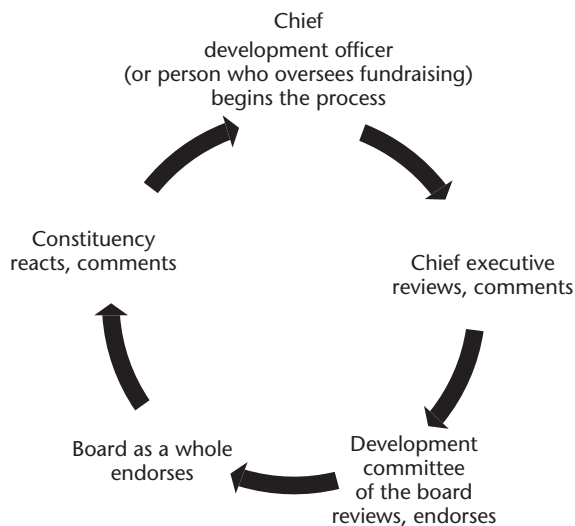 Chief
development officer
(or person who oversees fundraising)
begins the process
Chief executive
reviews, comments
Development
committee
of the board
reviews, endorses
Board as a whole
endorses
Constituency
reacts, comments